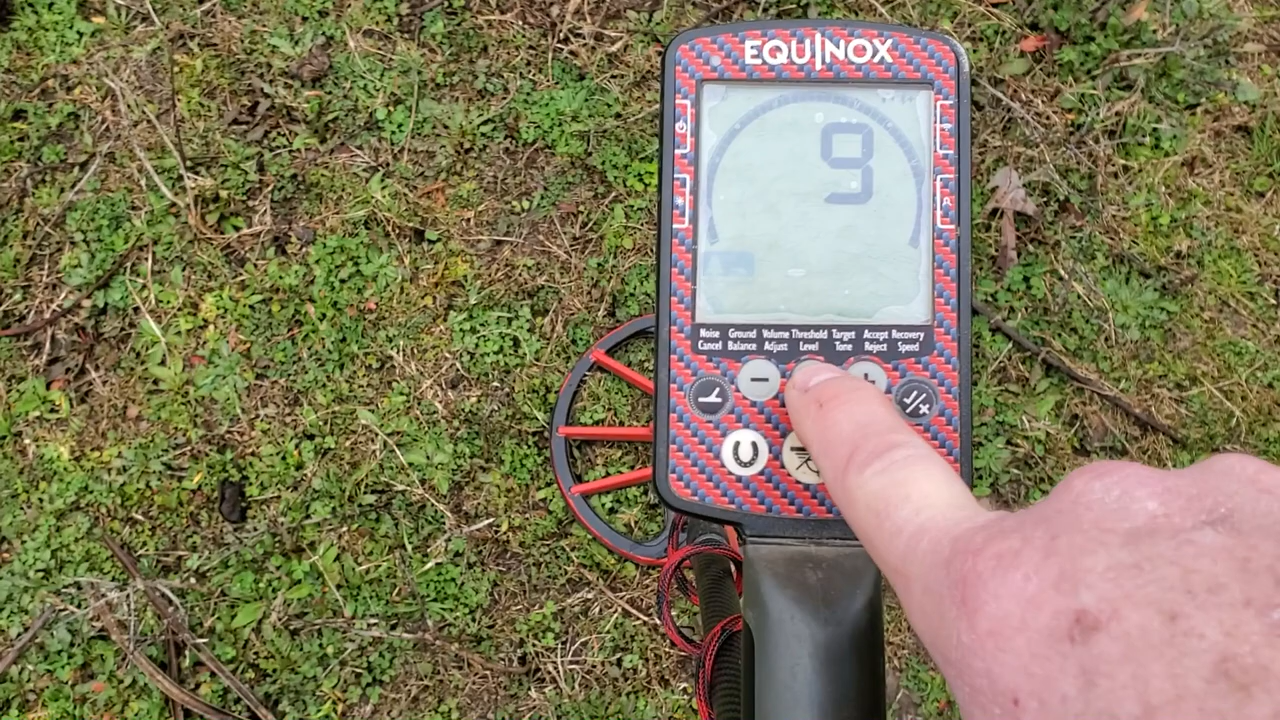 EQUINOX
9
Noise Cancel
Ground Balance
Volume Adjust
Threshold Level
Target Tone
Accept Reject
Recovery Speed